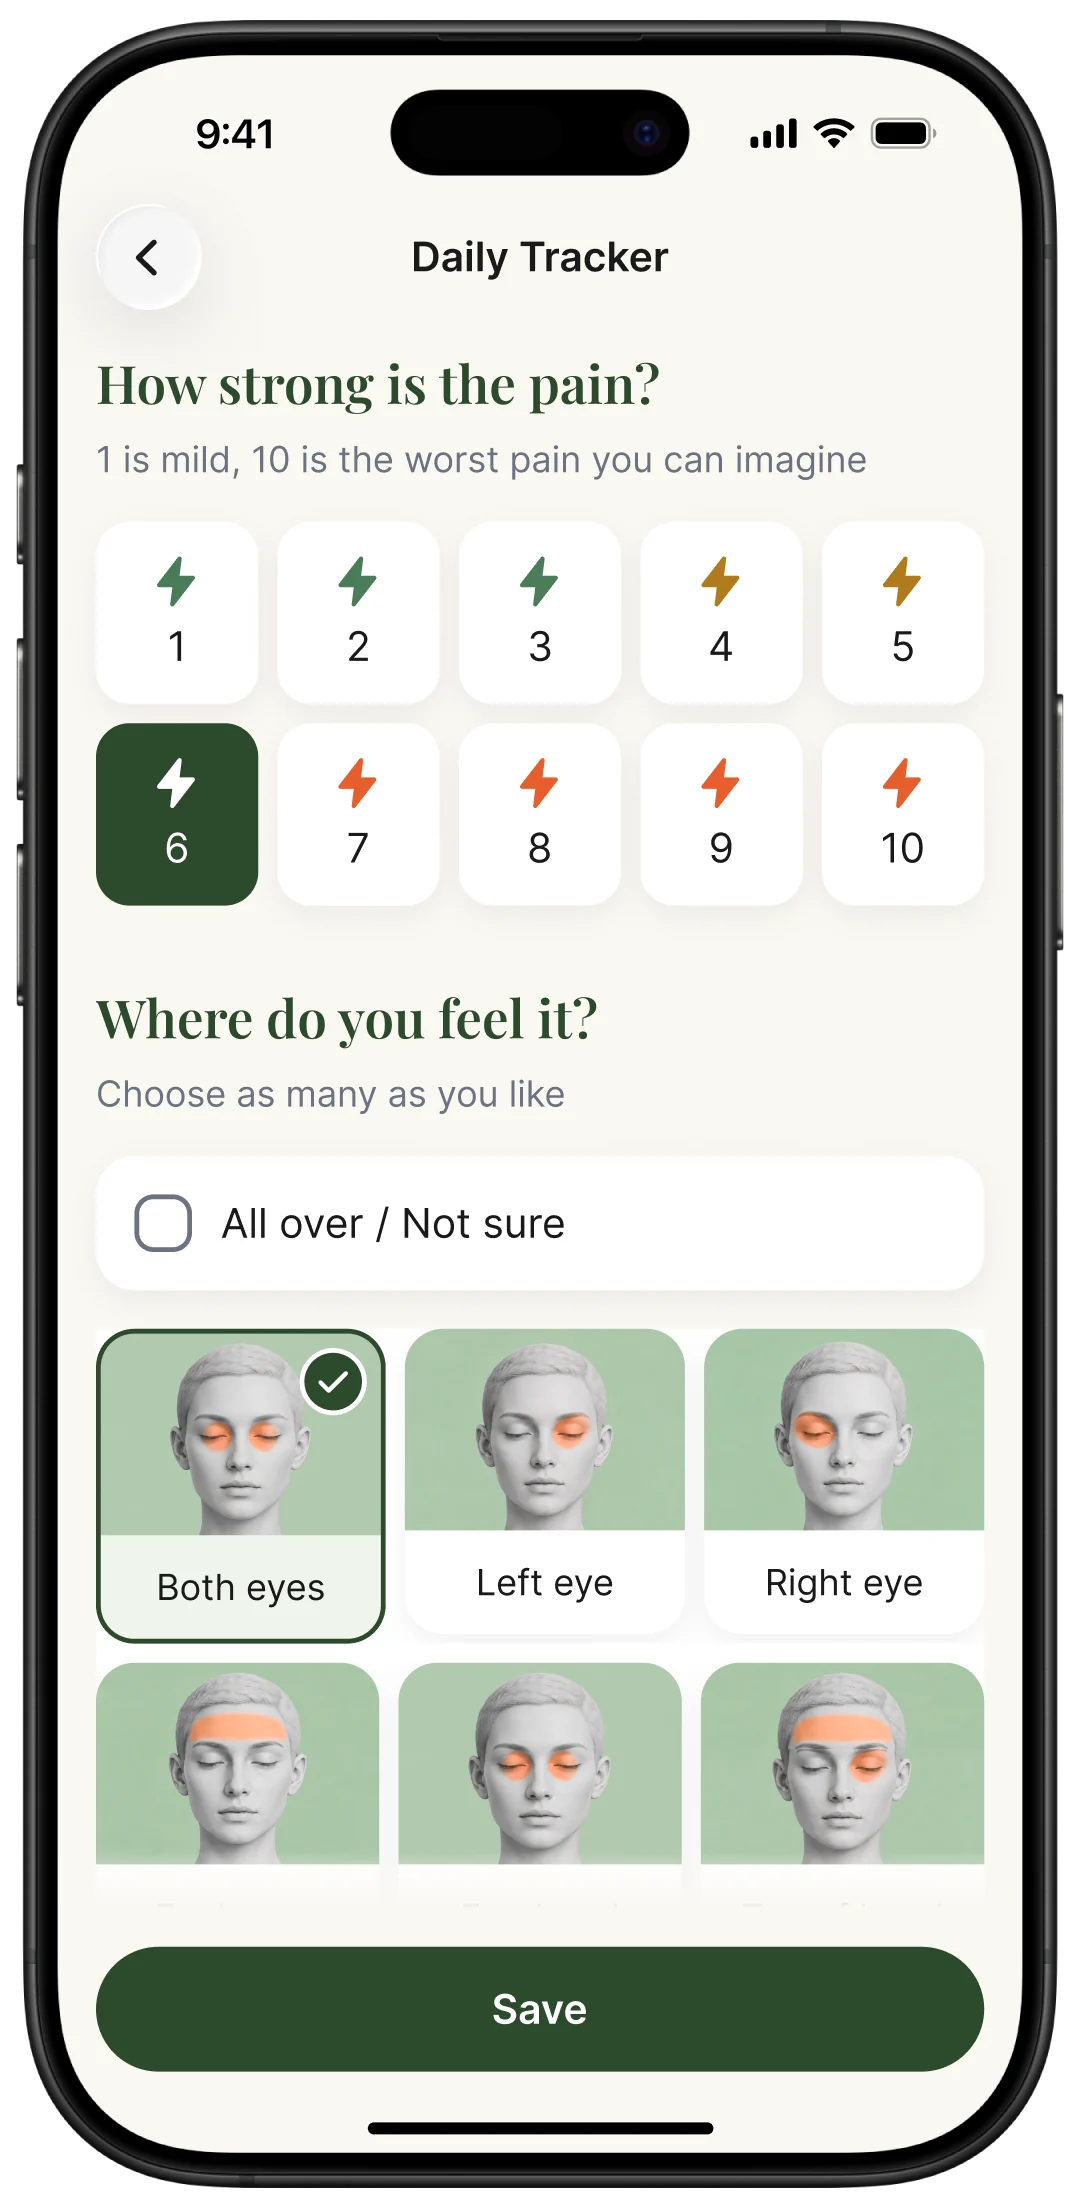 9:41
Daily Tracker
How strong is the pain?
1 is mild, 10 is the worst pain you can imagine
1 2 3 4 5
6 7 8 9 10
Where do you feel it?
Choose as many as you like
All over / Not sure
Both eyes Left eye Right eye
Save